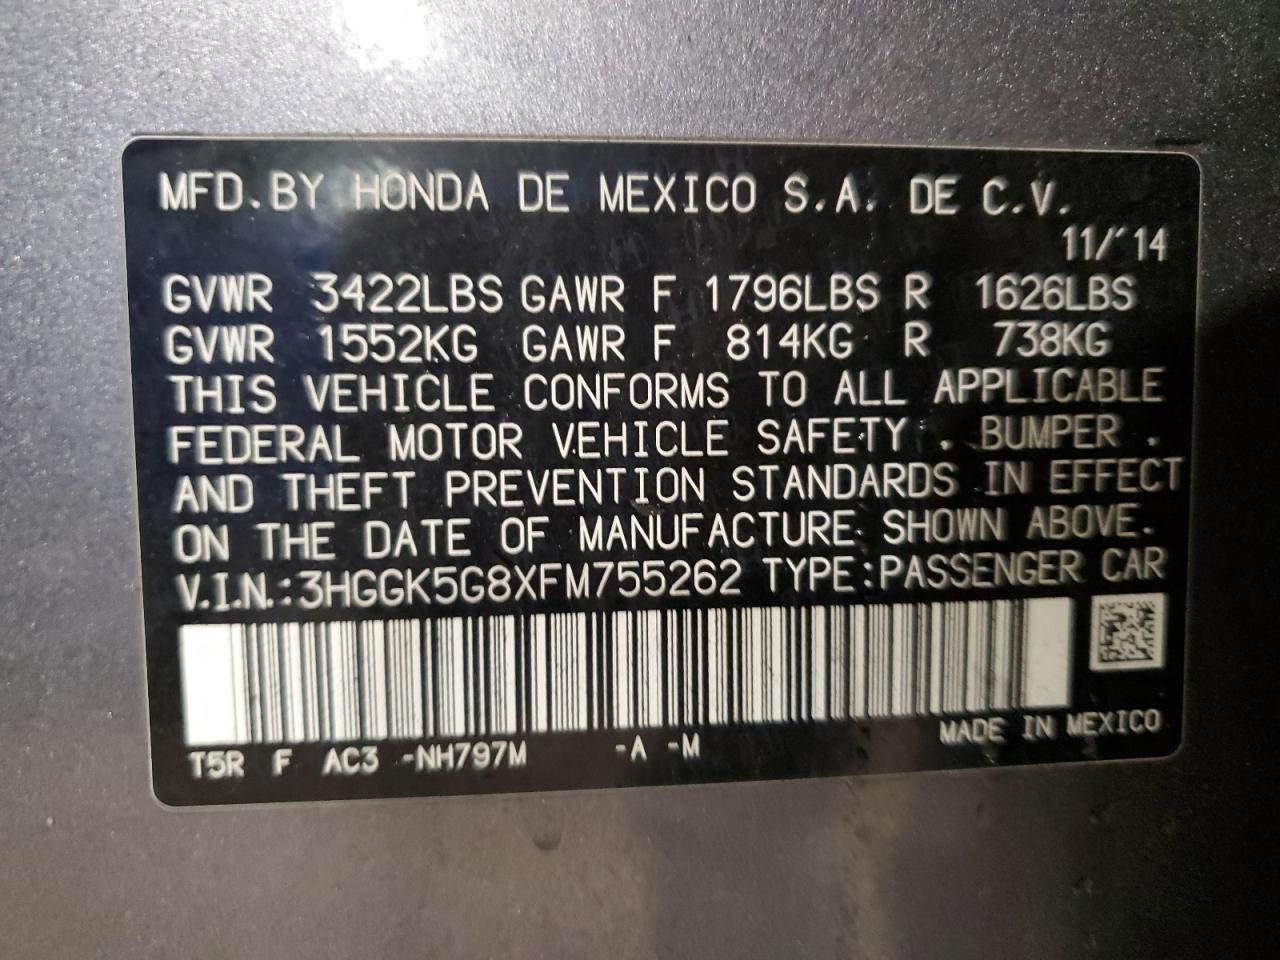 MFD.BY HONDA DE MEXICO S.A. DE C.V.
11/'14
GVWR 3422LBS GAWR F 1796LBS R 1626LBS
GVWR 1552KG GAWR F 814KG R 738KG
THIS VEHICLE CONFORMS TO ALL APPLICABLE
FEDERAL MOTOR VEHICLE SAFETY , BUMPER ,
AND THEFT PREVENTION STANDARDS IN EFFECT
ON THE DATE OF MANUFACTURE SHOWN ABOVE.
V.I.N.:3HGGK5G8XFM755262 TYPE:PASSENGER CAR
MADE IN MEXICO
T5R F AC3 -NH797M -A -M